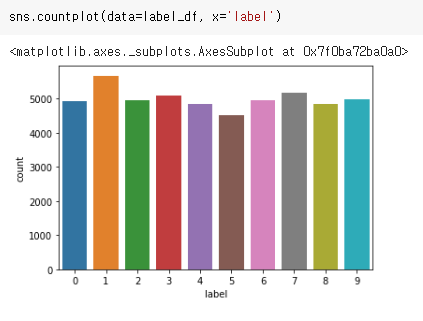 sns.countplot(data=label_df, x='label')
<matplotlib.axes._subplots.AxesSubplot at 0x7f0ba72ba0a0>
5000
4000
3000
2000
1000
0
count
0 1 2 3 4 5 6 7 8 9
label